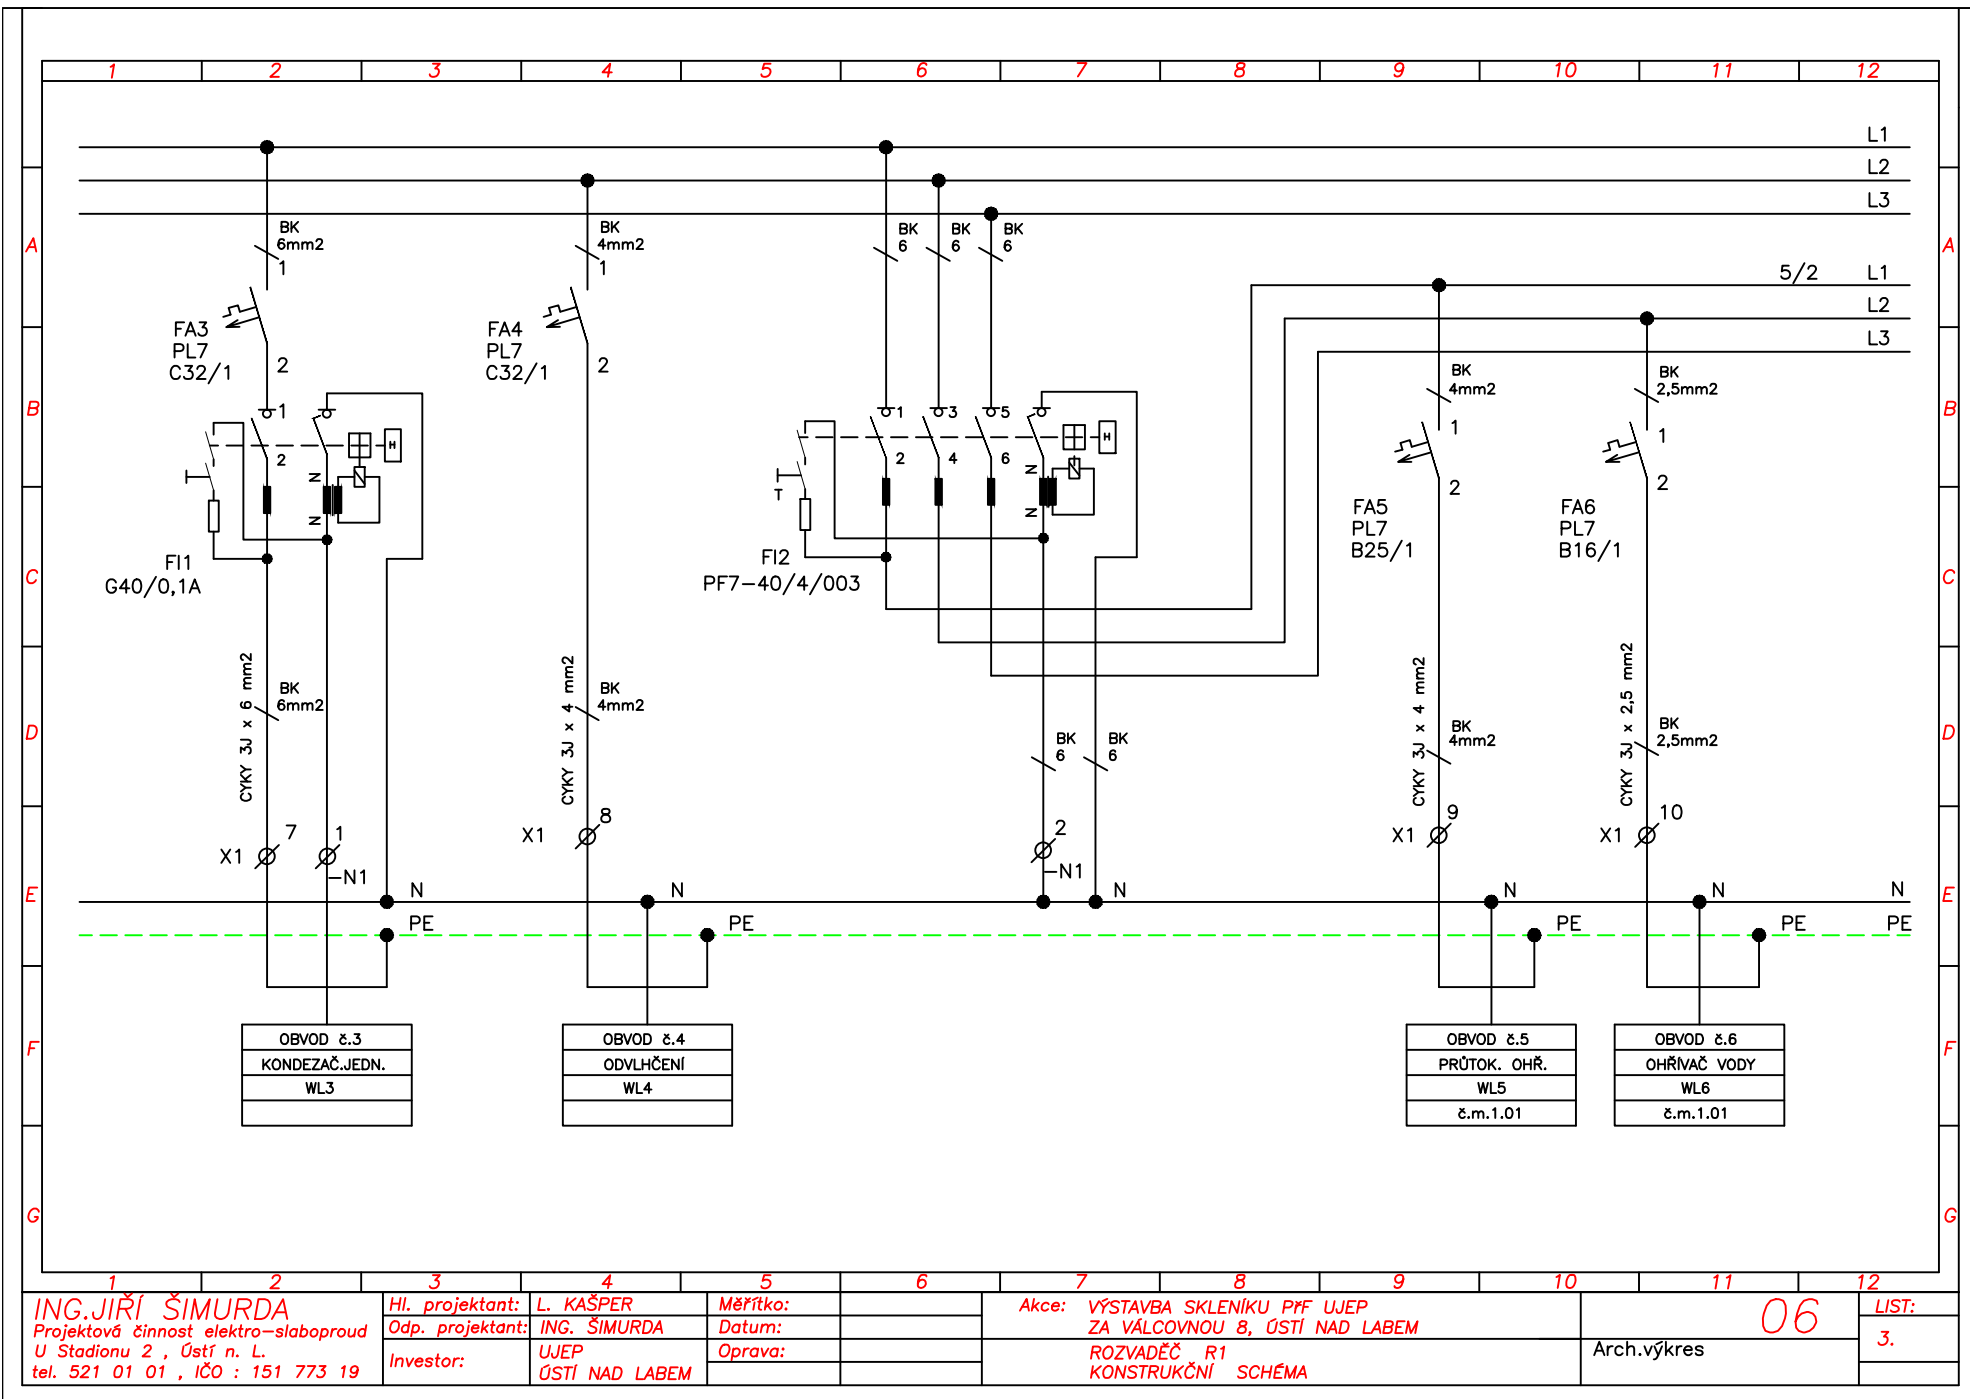 1 2 3 4 5 6 7 8 9 10 11 12
L1
L2
L3
A
A
BK
6mm2
1
BK
4mm2
1
BK
6
BK
6
BK
6
5/2 L1
L2
L3
FA3
PL7
C32/1
2
FA4
PL7
C32/1
2
BK
4mm2
1
BK
2,5mm2
1
B
B
1
2
H
N
N
1 3 5
2 4 6
H
N
N
T
2
2
FA5
PL7
B25/1
FA6
PL7
B16/1
FI1
G40/0,1A
FI2
PF7-40/4/003
C
C
CYKY 3J x 6 mm2
BK
6mm2
CYKY 3J x 4 mm2
BK
4mm2
BK
6
BK
6
CYKY 3J x 4 mm2
BK
4mm2
CYKY 3J x 2,5 mm2
BK
2,5mm2
D
D
X1 7 1
-N1
X1 8
2
-N1
X1 9
X1 10
E
E
N N N N N N
PE PE PE PE PE
OBVOD č.3
KONDEZAČ.JEDN.
WL3
OBVOD č.4
ODVLHČENÍ
WL4
OBVOD č.5
PRŮTOK. OHŘ.
WL5
č.m.1.01
OBVOD č.6
OHŘÍVAČ VODY
WL6
č.m.1.01
F
F
G
G
1 2 3 4 5 6 7 8 9 10 11 12
ING.JIŘÍ ŠIMURDA
Projektová činnost elektro-slaboproud
U Stadionu 2 , Ústí n. L.
tel. 521 01 01 , IČO : 151 773 19
Hl. projektant: L. KAŠPER
Odp. projektant: ING. ŠIMURDA
Investor: UJEP
ÚSTÍ NAD LABEM
Měřítko:
Datum:
Oprava:
Akce: VÝSTAVBA SKLENÍKU PřF UJEP
ZA VÁLCOVNOU 8, ÚSTÍ NAD LABEM
ROZVADĚČ R1
KONSTRUKČNÍ SCHÉMA
06
Arch.výkres
LIST:
3.